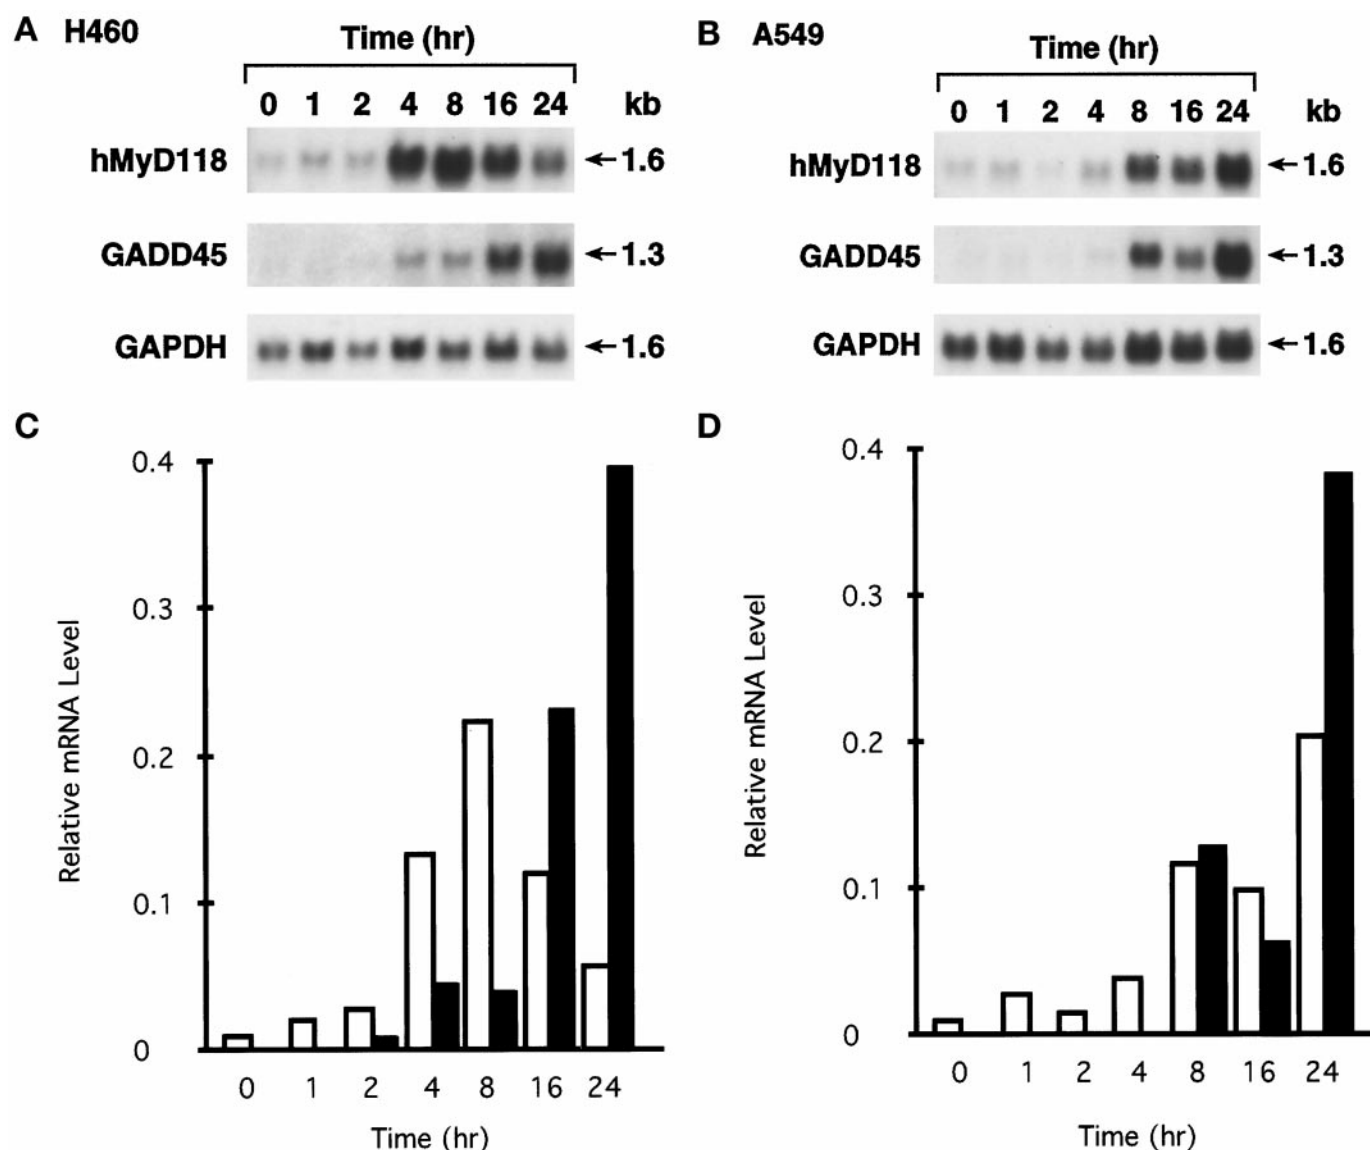 A H460
Time (hr)
0 1 2 4 8 16 24 kb
hMyD118 ←1.6
GADD45 ←1.3
GAPDH ←1.6
B A549
Time (hr)
0 1 2 4 8 16 24 kb
hMyD118 ←1.6
GADD45 ←1.3
GAPDH ←1.6
C
Relative mRNA Level
0.4
0.3
0.2
0.1
0
0 1 2 4 8 16 24
Time (hr)
D
Relative mRNA Level
0.4
0.3
0.2
0.1
0
0 1 2 4 8 16 24
Time (hr)